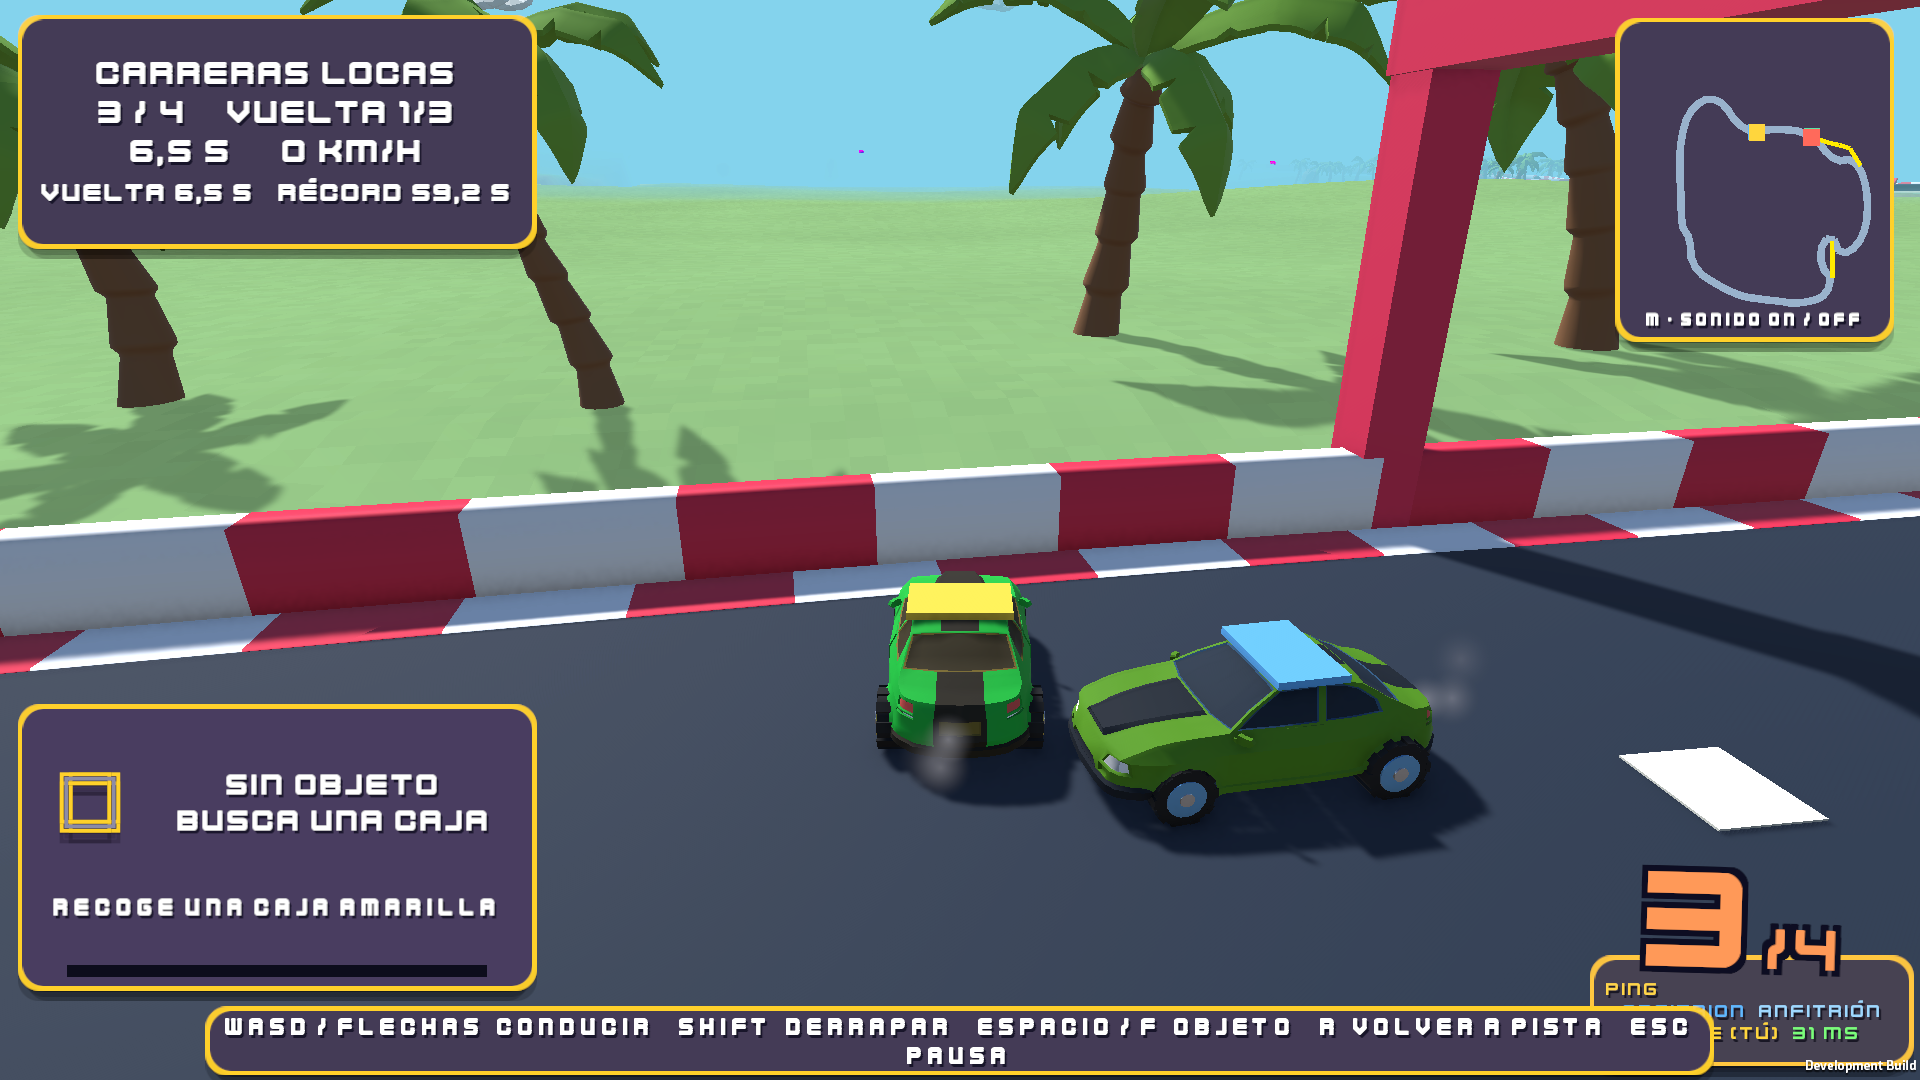 CARRERAS LOCAS
3 / 4 VUELTA 1/3
6,5 S 0 KM/H
VUELTA 6,5 S RÉCORD 59,2 S
M · SONIDO ON / OFF
SIN OBJETO
BUSCA UNA CAJA
RECOGE UNA CAJA AMARILLA
3 /4
PING
ANFITRIÓN
(TÚ) 31 MS
WASD / FLECHAS CONDUCIR SHIFT DERRAPAR ESPACIO / F OBJETO R VOLVER A PISTA ESC
PAUSA
Development Build